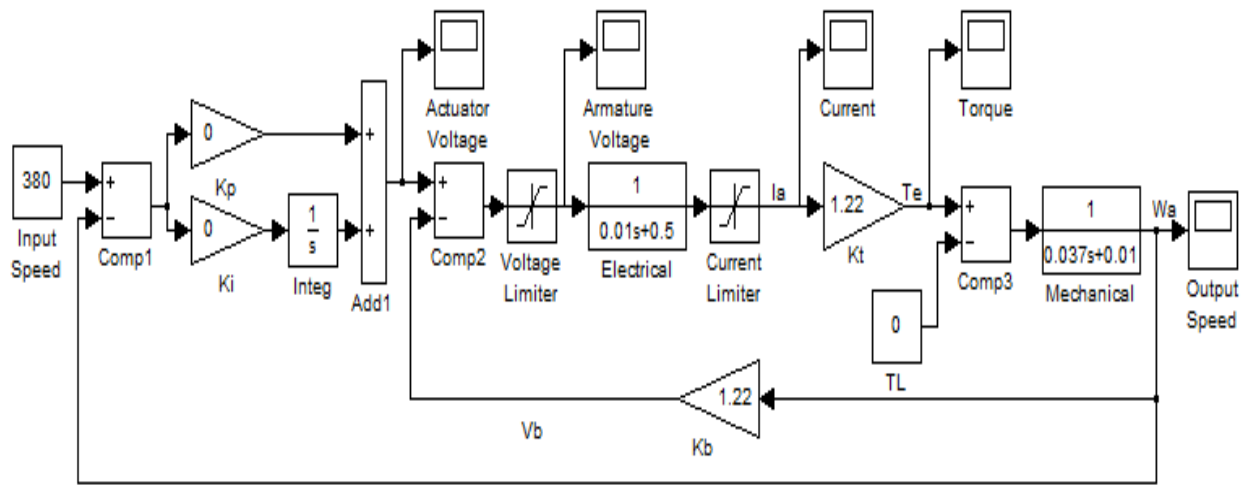 Actuator
Voltage
Armature
Voltage
Current
Torque
380
Input
Speed
+
−
Comp1
0
Kp
0
Ki
1
s
Integ
+
+
Add1
+
−
Comp2
Voltage
Limiter
1
0.01s+0.5
Electrical
Current
Limiter
Ia
1.22
Kt
Te
+
−
Comp3
1
0.037s+0.01
Mechanical
Wa
Output
Speed
0
TL
1.22
Kb
Vb